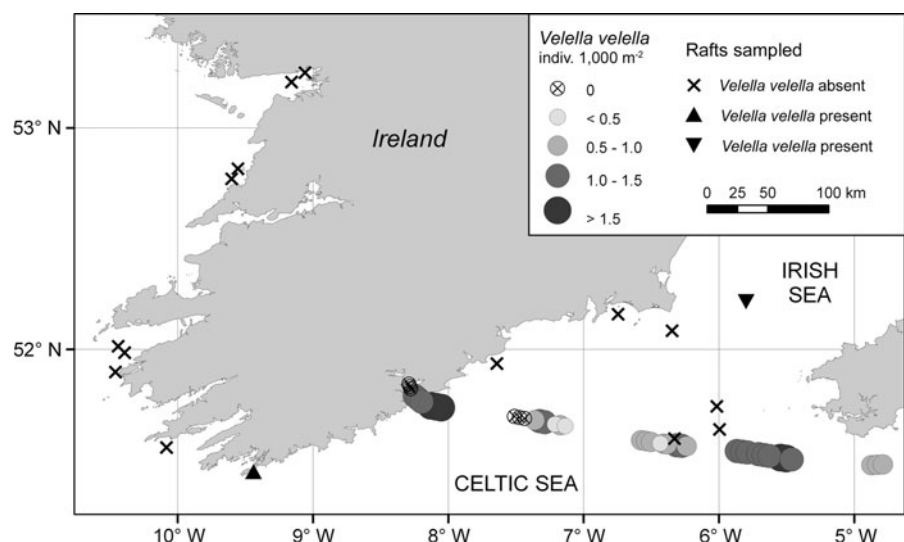 Velella velella
indiv. 1,000 m-2
0
< 0.5
0.5 - 1.0
1.0 - 1.5
> 1.5
Rafts sampled
Velella velella absent
Velella velella present
Velella velella present
0 25 50 100 km
53° N
52° N
Ireland
IRISH
SEA
CELTIC SEA
10° W 9° W 8° W 7° W 6° W 5° W